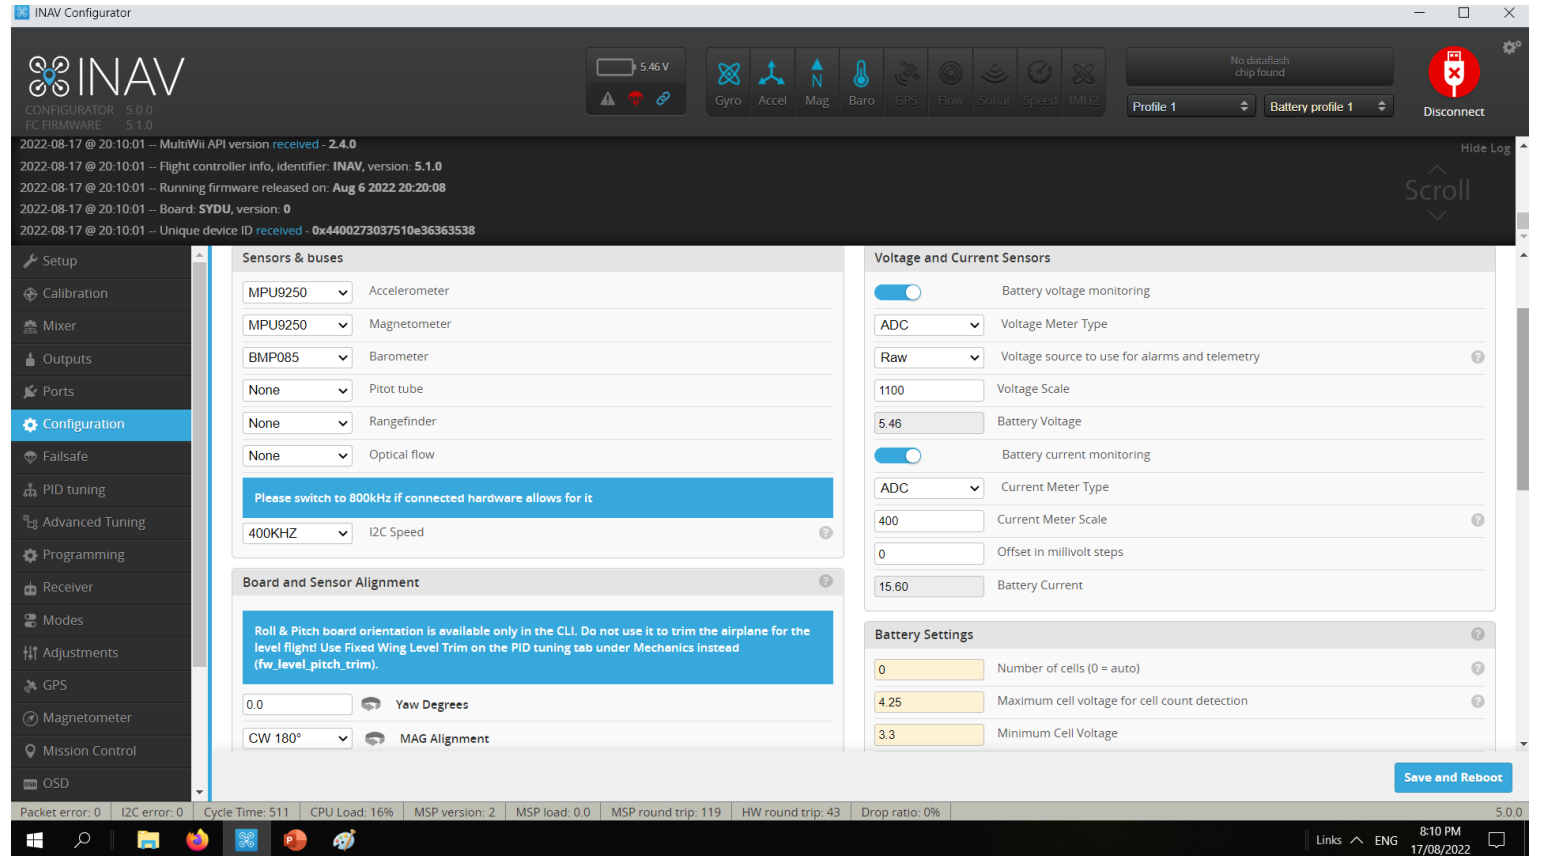 INAV Configurator
INAV
CONFIGURATOR 5.0.0
FC FIRMWARE 5.1.0
5.46 V
Gyro Accel Mag Baro GPS Flow Sonar Speed IMU2
No dataflash
chip found
Profile 1
Battery profile 1
Disconnect
2022-08-17 @ 20:10:01 -- MultiWii API version received - 2.4.0
2022-08-17 @ 20:10:01 -- Flight controller info, identifier: INAV, version: 5.1.0
2022-08-17 @ 20:10:01 -- Running firmware released on: Aug 6 2022 20:20:08
2022-08-17 @ 20:10:01 -- Board: SYDU, version: 0
2022-08-17 @ 20:10:01 -- Unique device ID received - 0x4400273037510e36363538
Hide Log
Scroll
Setup
Calibration
Mixer
Outputs
Ports
Configuration
Failsafe
PID tuning
Advanced Tuning
Programming
Receiver
Modes
Adjustments
GPS
Magnetometer
Mission Control
OSD
Sensors & buses
MPU9250 Accelerometer
MPU9250 Magnetometer
BMP085 Barometer
None Pitot tube
None Rangefinder
None Optical flow
Please switch to 800kHz if connected hardware allows for it
400KHZ I2C Speed
Board and Sensor Alignment
Roll & Pitch board orientation is available only in the CLI. Do not use it to trim the airplane for the
level flight! Use Fixed Wing Level Trim on the PID tuning tab under Mechanics instead
(fw_level_pitch_trim).
0.0 Yaw Degrees
CW 180° MAG Alignment
Voltage and Current Sensors
Battery voltage monitoring
ADC Voltage Meter Type
Raw Voltage source to use for alarms and telemetry
1100 Voltage Scale
5.46 Battery Voltage
Battery current monitoring
ADC Current Meter Type
400 Current Meter Scale
0 Offset in millivolt steps
15.60 Battery Current
Battery Settings
0 Number of cells (0 = auto)
4.25 Maximum cell voltage for cell count detection
3.3 Minimum Cell Voltage
Save and Reboot
Packet error: 0 I2C error: 0 Cycle Time: 511 CPU Load: 16% MSP version: 2 MSP load: 0.0 MSP round trip: 119 HW round trip: 43 Drop ratio: 0% 5.0.0
Links ENG 8:10 PM
17/08/2022